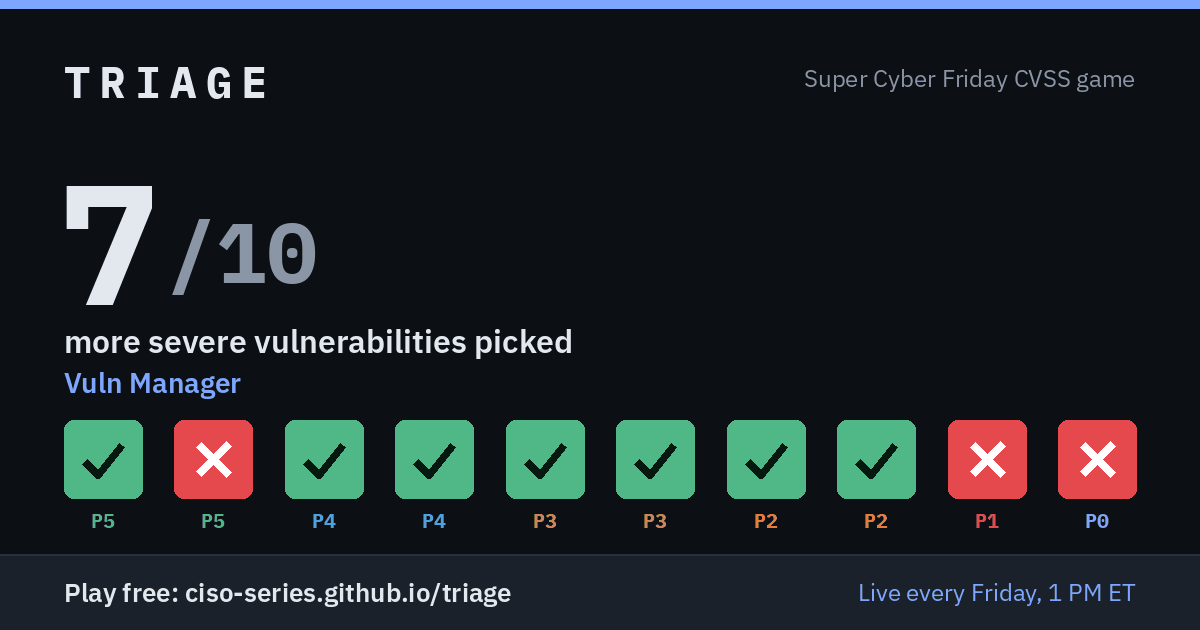 TRIAGE
Super Cyber Friday CVSS game
7/10
more severe vulnerabilities picked
Vuln Manager
P5 P5 P4 P4 P3 P3 P2 P2 P1 P0
Play free: ciso-series.github.io/triage
Live every Friday, 1 PM ET